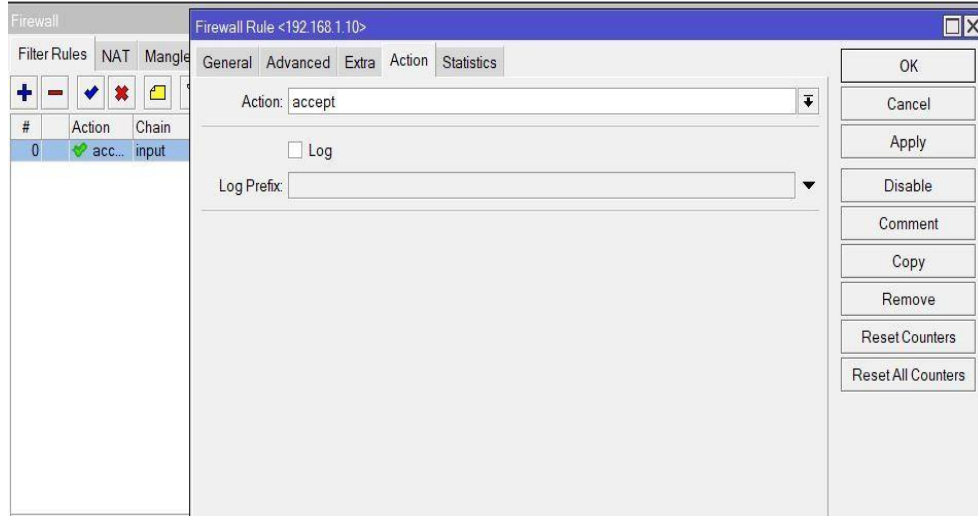 Firewall
Firewall Rule <192.168.1.10>
Filter Rules NAT Mangle
General Advanced Extra Action Statistics
Action: accept
# Action Chain
0 acc... input
Log
Log Prefix:
OK
Cancel
Apply
Disable
Comment
Copy
Remove
Reset Counters
Reset All Counters